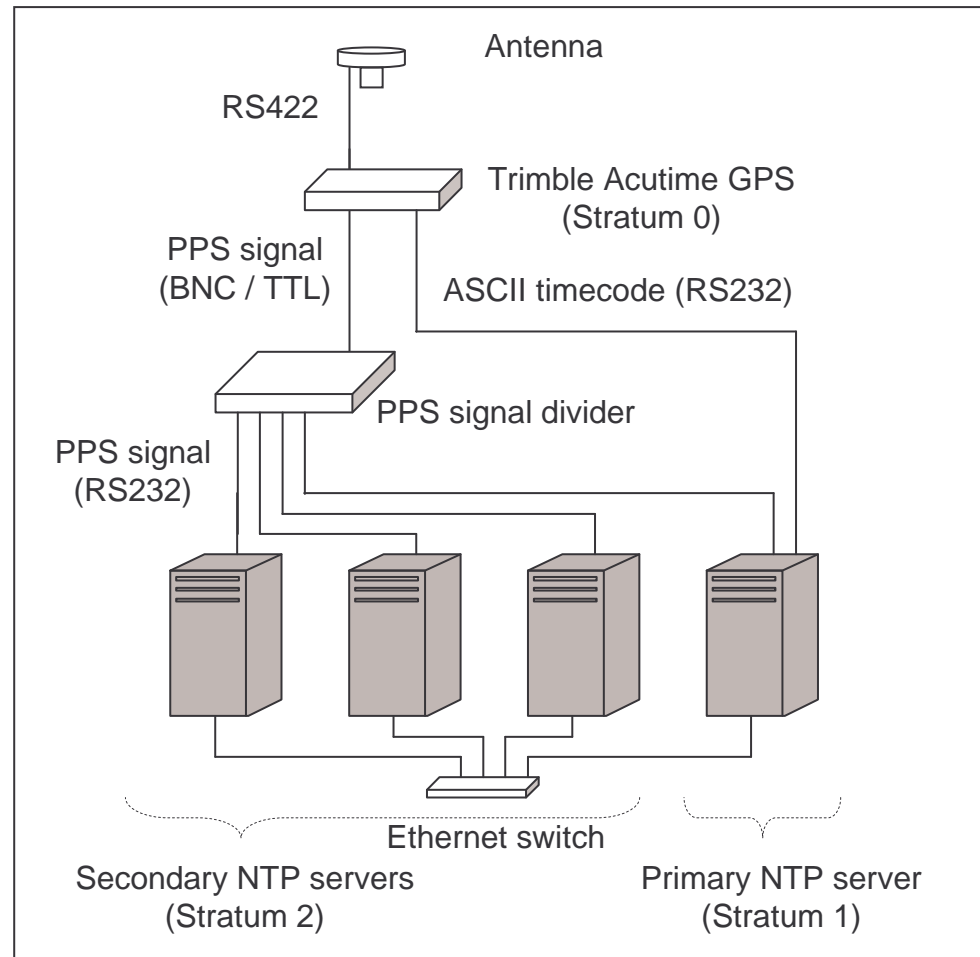 Antenna
RS422
Trimble Acutime GPS
(Stratum 0)
PPS signal
(BNC / TTL)
ASCII timecode (RS232)
PPS signal divider
PPS signal
(RS232)
Ethernet switch
Secondary NTP servers
(Stratum 2)
Primary NTP server
(Stratum 1)